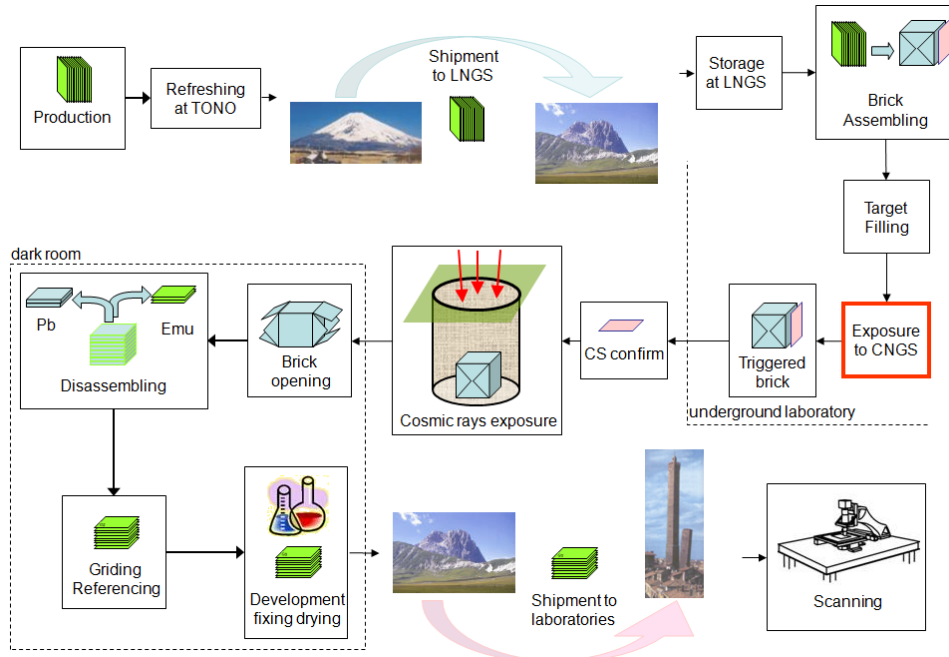 Production
Refreshing
at TONO
Shipment
to LNGS
Storage
at LNGS
Brick
Assembling
Target
Filling
Exposure
to CNGS
underground laboratory
Triggered
brick
CS confirm
Cosmic rays exposure
Brick
opening
dark room
Pb
Emu
Disassembling
Griding
Referencing
Development
fixing drying
Shipment to
laboratories
Scanning